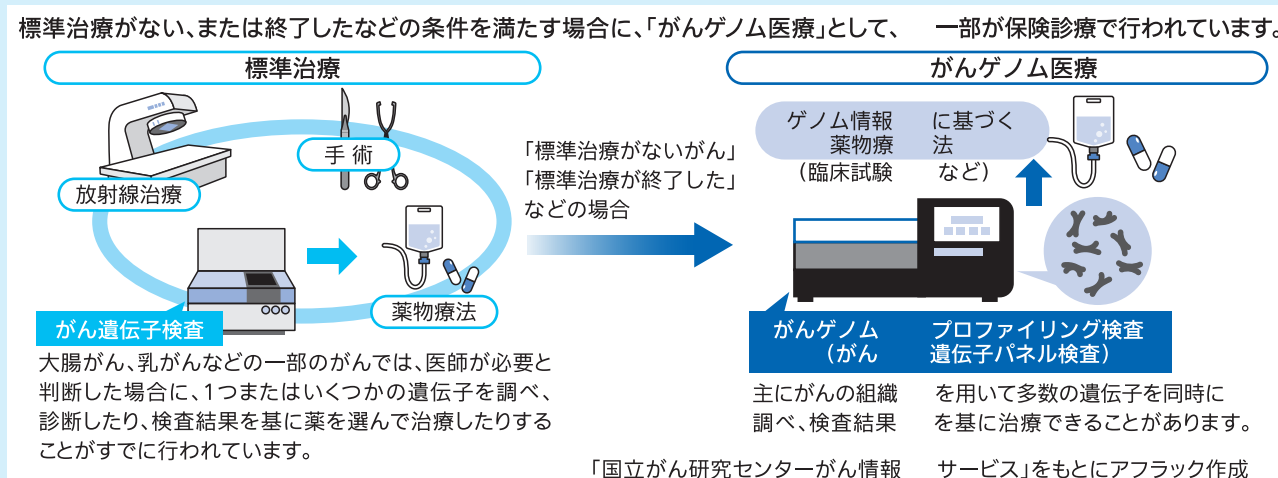 標準治療がない、または終了したなどの条件を満たす場合に、「がんゲノム医療」として、 一部が保険診療で行われています。
標準治療
放射線治療
手術
がん遺伝子検査
薬物療法
大腸がん、乳がんなどの一部のがんでは、医師が必要と
判断した場合に、1つまたはいくつかの遺伝子を調べ、
診断したり、検査結果を基に薬を選んで治療したりする
ことがすでに行われています。
「標準治療がないがん」
「標準治療が終了した」
などの場合
がんゲノム医療
ゲノム情報 に基づく
薬物療 法
(臨床試験 など)
がんゲノム プロファイリング検査
(がん 遺伝子パネル検査)
主にがんの組織 を用いて多数の遺伝子を同時に
調べ、検査結果 を基に治療できることがあります。
「国立がん研究センターがん情報 サービス」をもとにアフラック作成